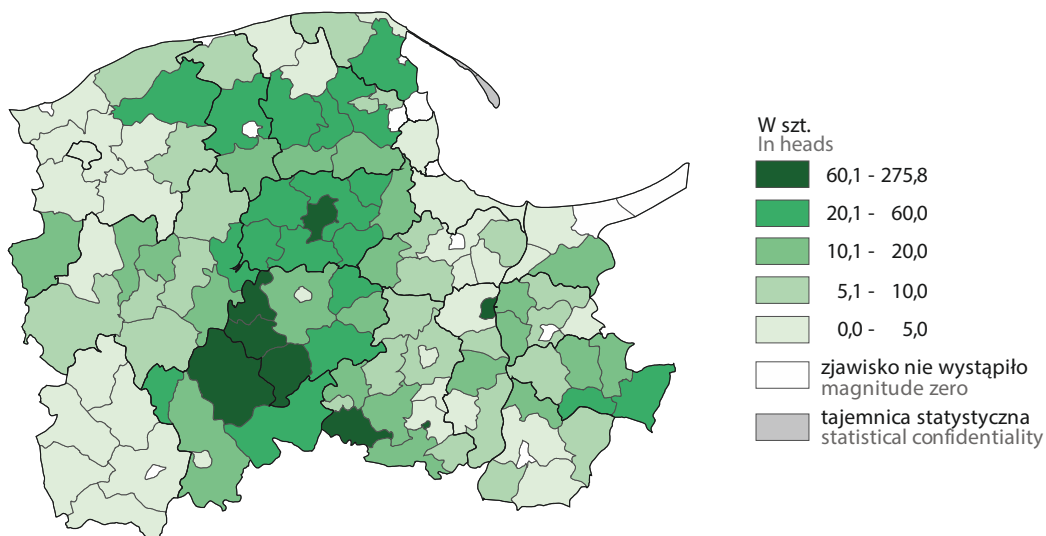 W szt.
In heads
60,1 - 275,8
20,1 - 60,0
10,1 - 20,0
5,1 - 10,0
0,0 - 5,0
zjawisko nie wystąpiło
magnitude zero
tajemnica statystyczna
statistical confidentiality